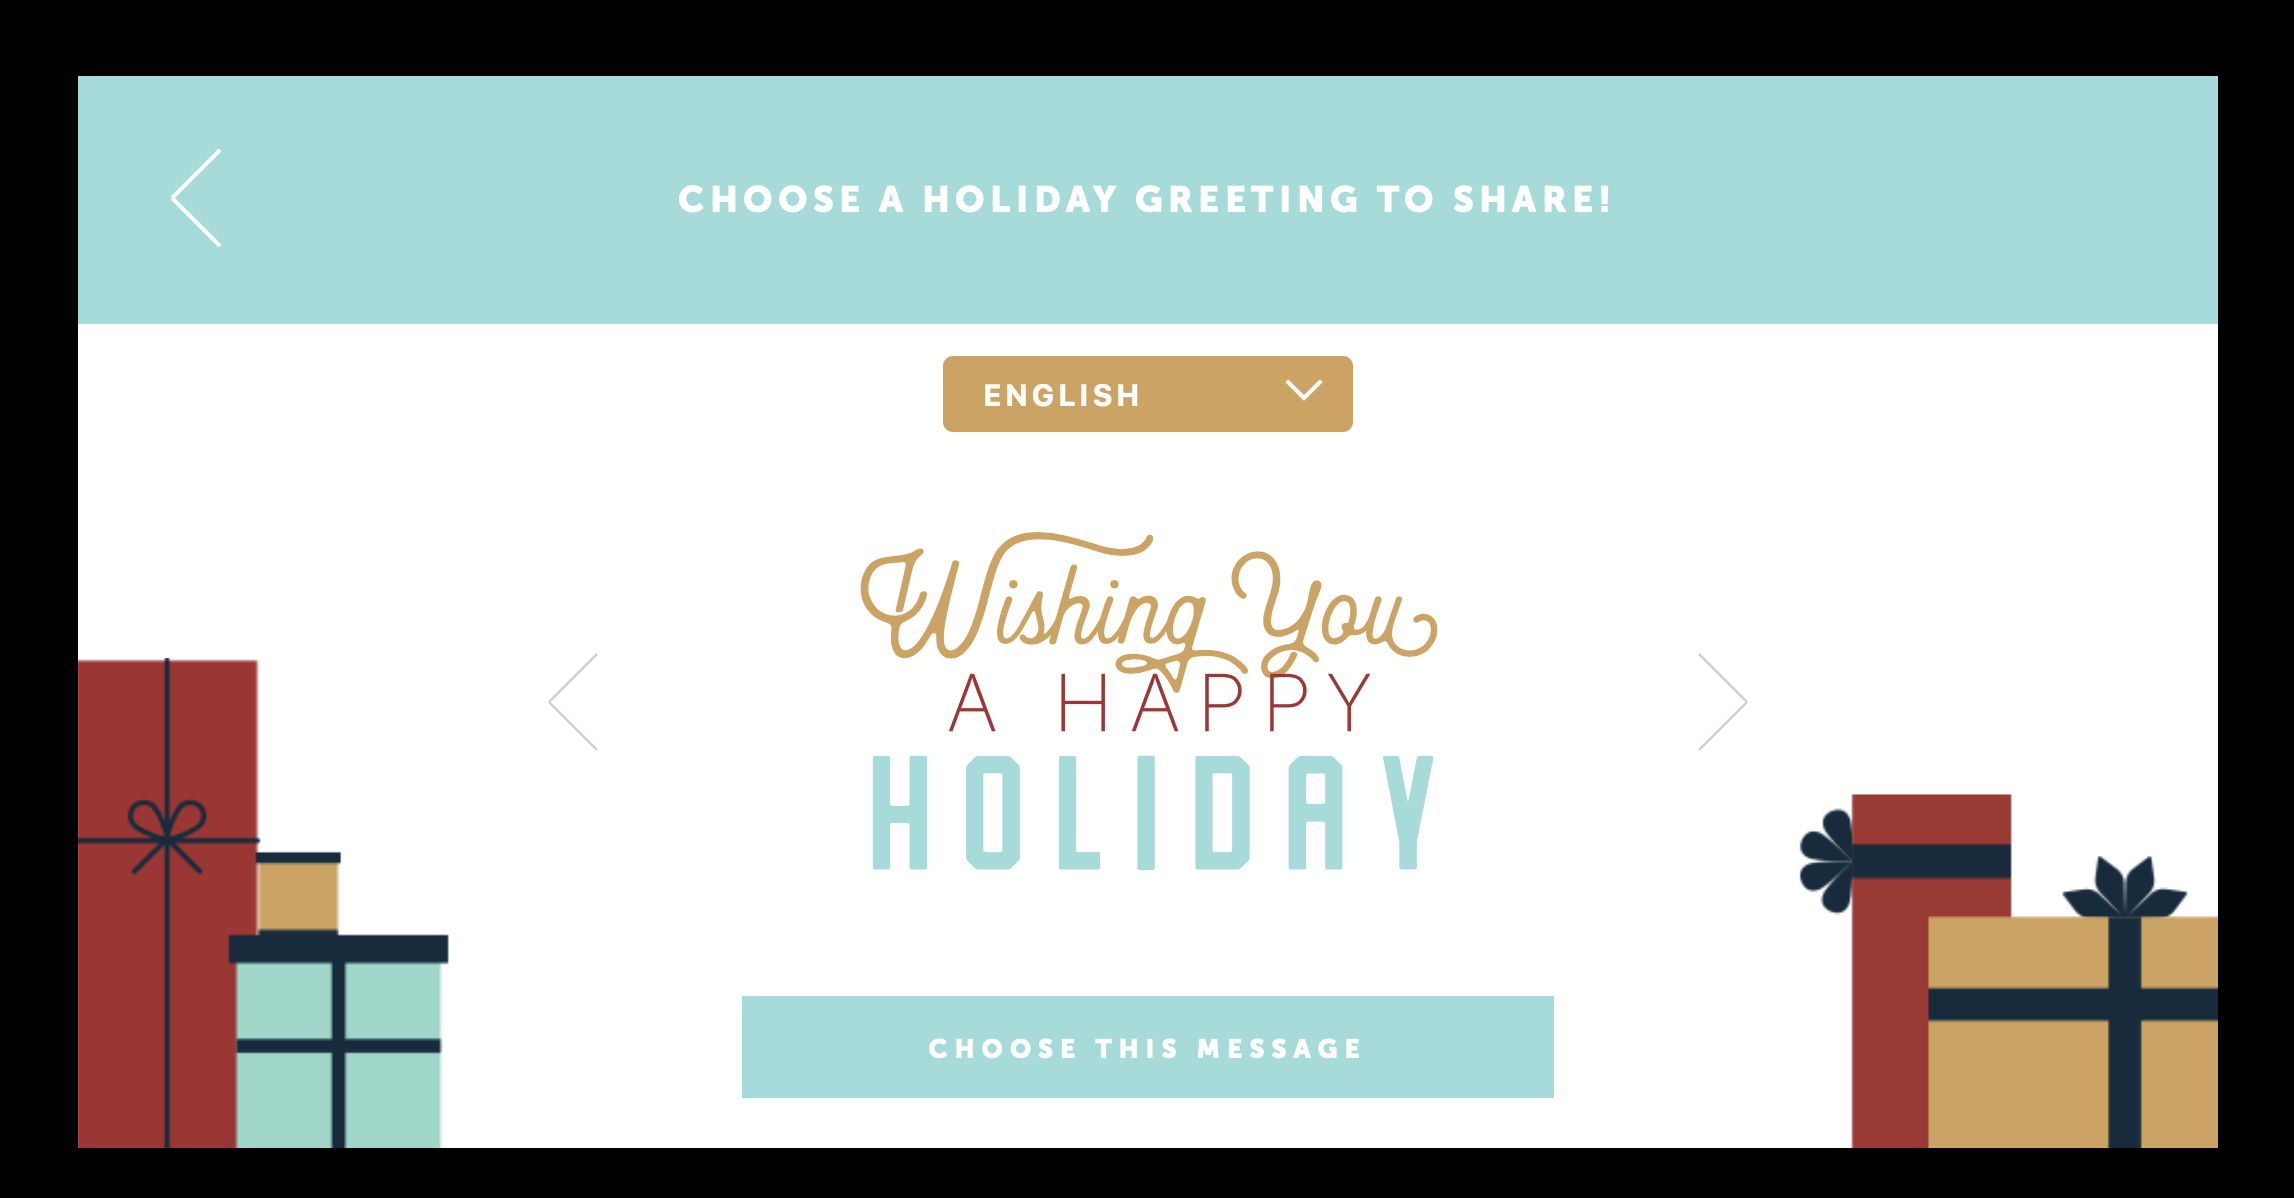 CHOOSE A HOLIDAY GREETING TO SHARE!
ENGLISH
Wishing You
A HAPPY
HOLIDAY
CHOOSE THIS MESSAGE